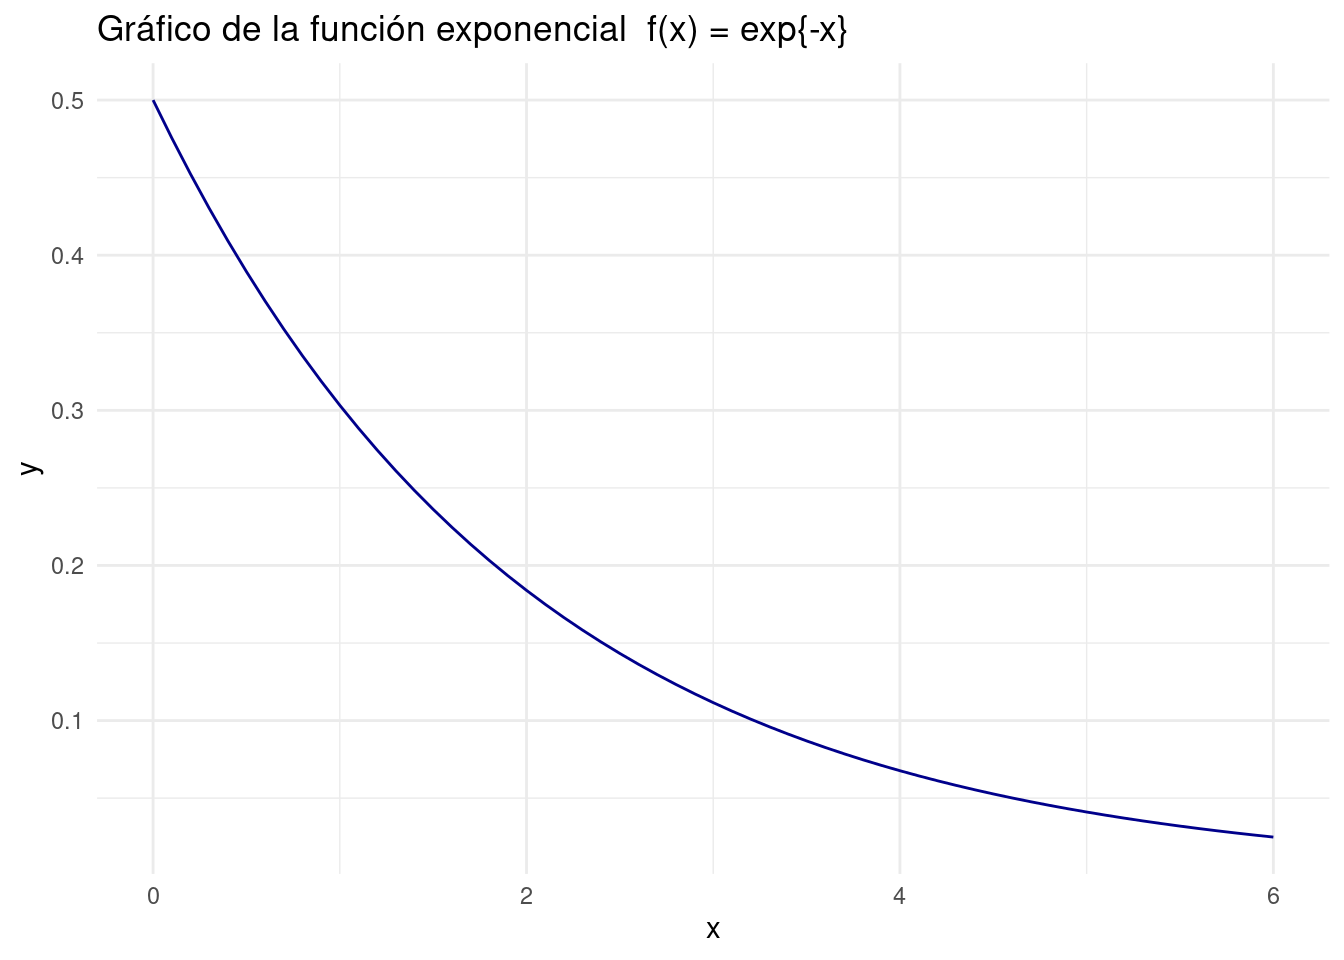 Gráfico de la función exponencial  f(x) = exp{-x}
0.5
0.4
0.3
0.2
0.1
y
0 2 4 6
x